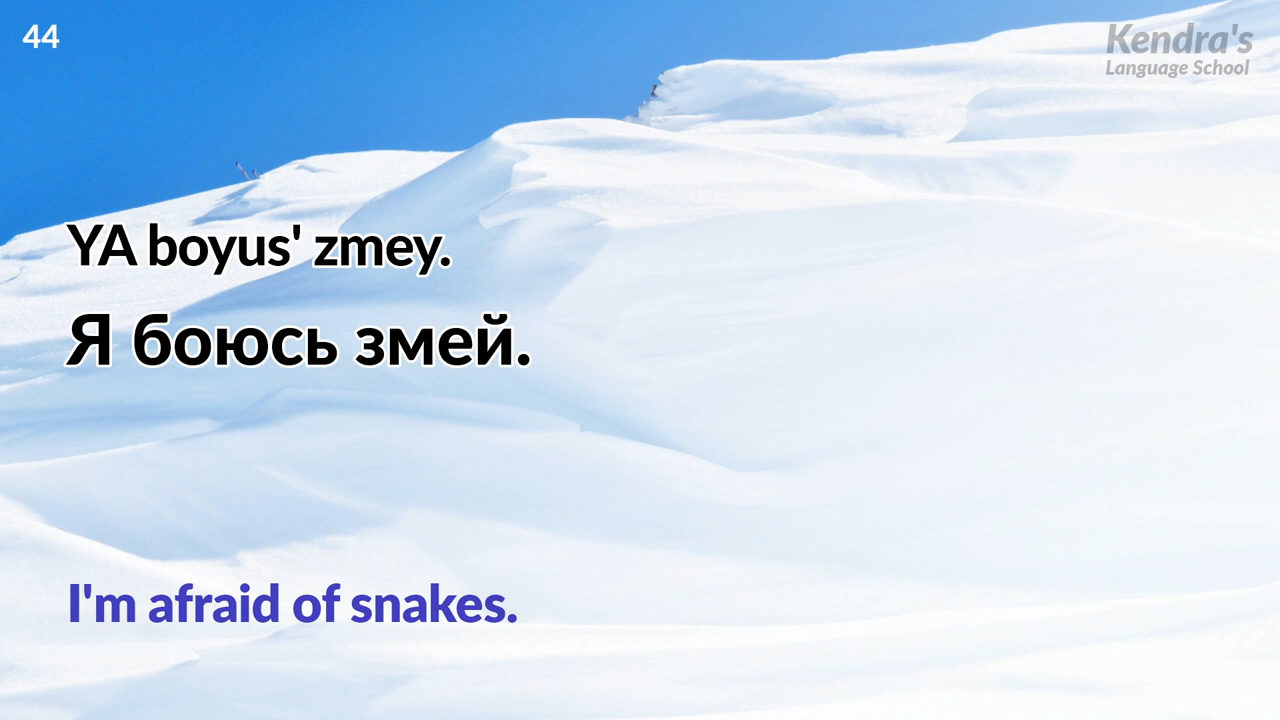 44
Kendra's
Language School
YA boyus' zmey.
Я боюсь змей.
I'm afraid of snakes.